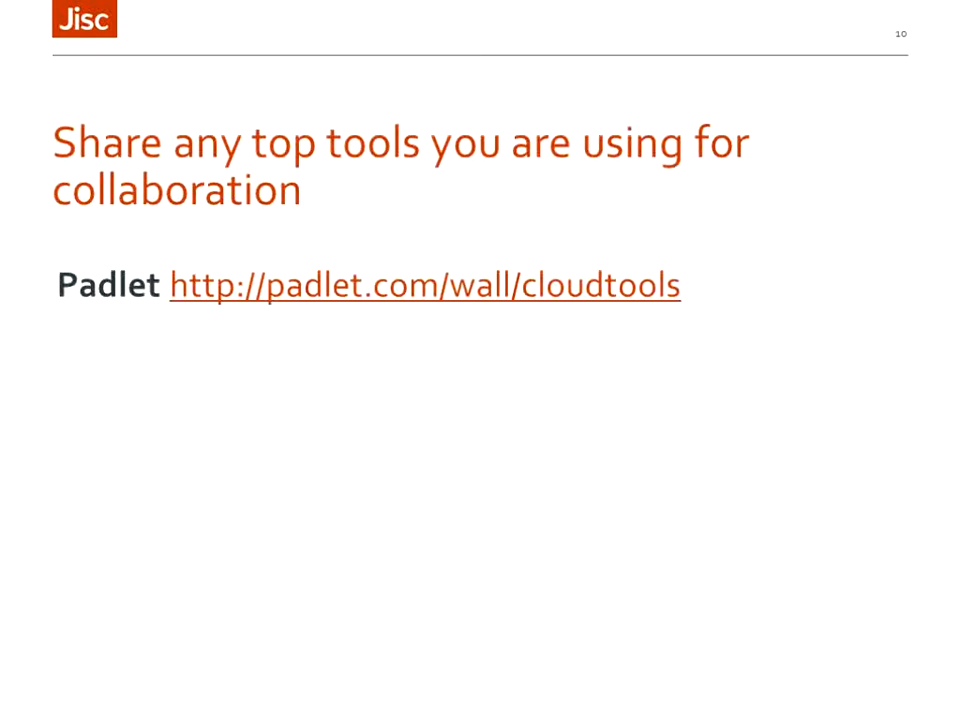 Jisc
10
Share any top tools you are using for
collaboration
Padlet http://padlet.com/wall/cloudtools